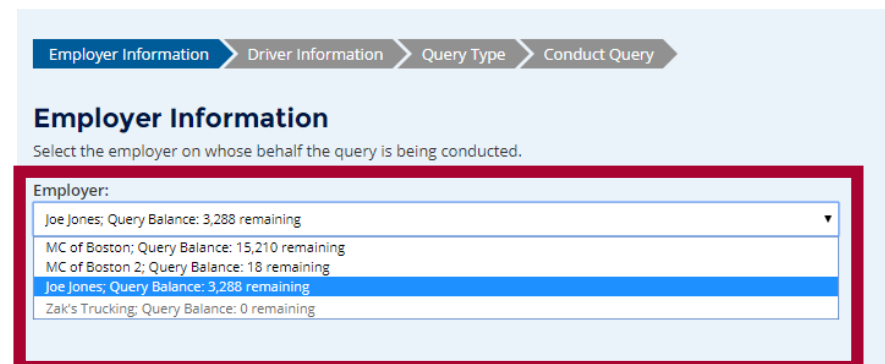 Employer Information Driver Information Query Type Conduct Query
Employer Information
Select the employer on whose behalf the query is being conducted.
Employer:
Joe Jones; Query Balance: 3,288 remaining
MC of Boston; Query Balance: 15,210 remaining
MC of Boston 2; Query Balance: 18 remaining
Joe Jones; Query Balance: 3,288 remaining
Zak's Trucking; Query Balance: 0 remaining